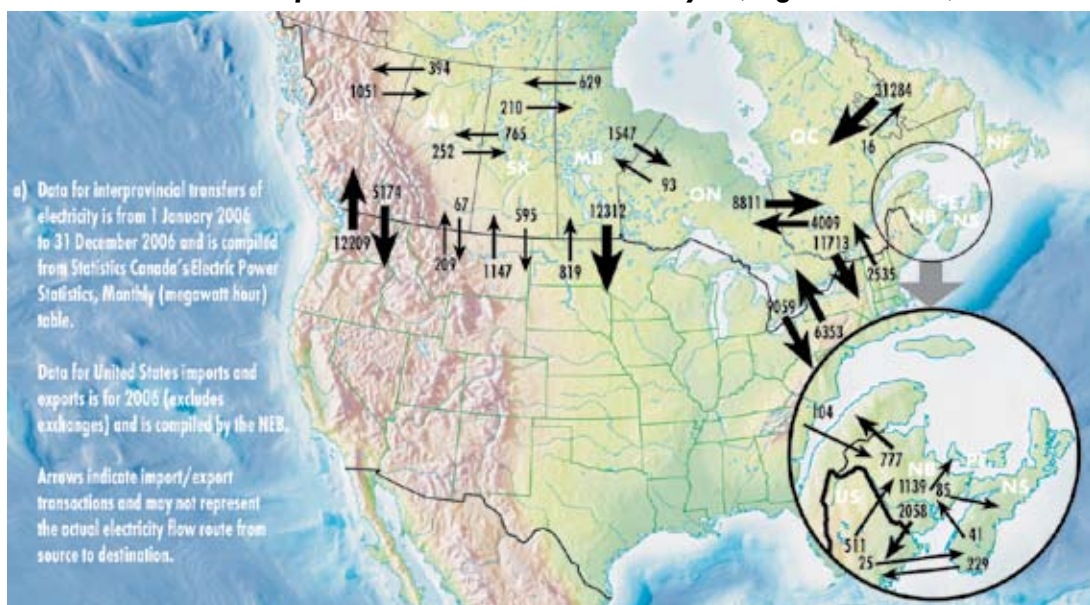 394
629
1051
210
BC
AB
765
252
SK
MB
1547
93
ON
31284
QC
16
NF
8811
4009
NB
PEI
NS
5174
12209
67
209
595
1147
12312
819
11713
2535
9059
6353
a) Data for interprovincial transfers of
electricity is from 1 January 2006
to 31 December 2006 and is compiled
from Statistics Canada's Electric Power
Statistics, Monthly (megawatt hour)
table.
Data for United States imports and
exports is for 2006 (excludes
exchanges) and is compiled by the NEB.
Arrows indicate import/export
transactions and may not represent
the actual electricity flow route from
source to destination.
104
777
NB
PE
1139
85
NS
US
2058
511
41
25
229